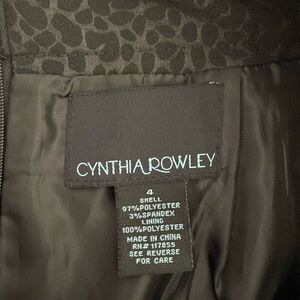 CYNTHIA ROWLEY
4
SHELL
97%POLYESTER
3%SPANDEX
LINING
100%POLYESTER
MADE IN CHINA
RN# 117855
SEE REVERSE
FOR CARE